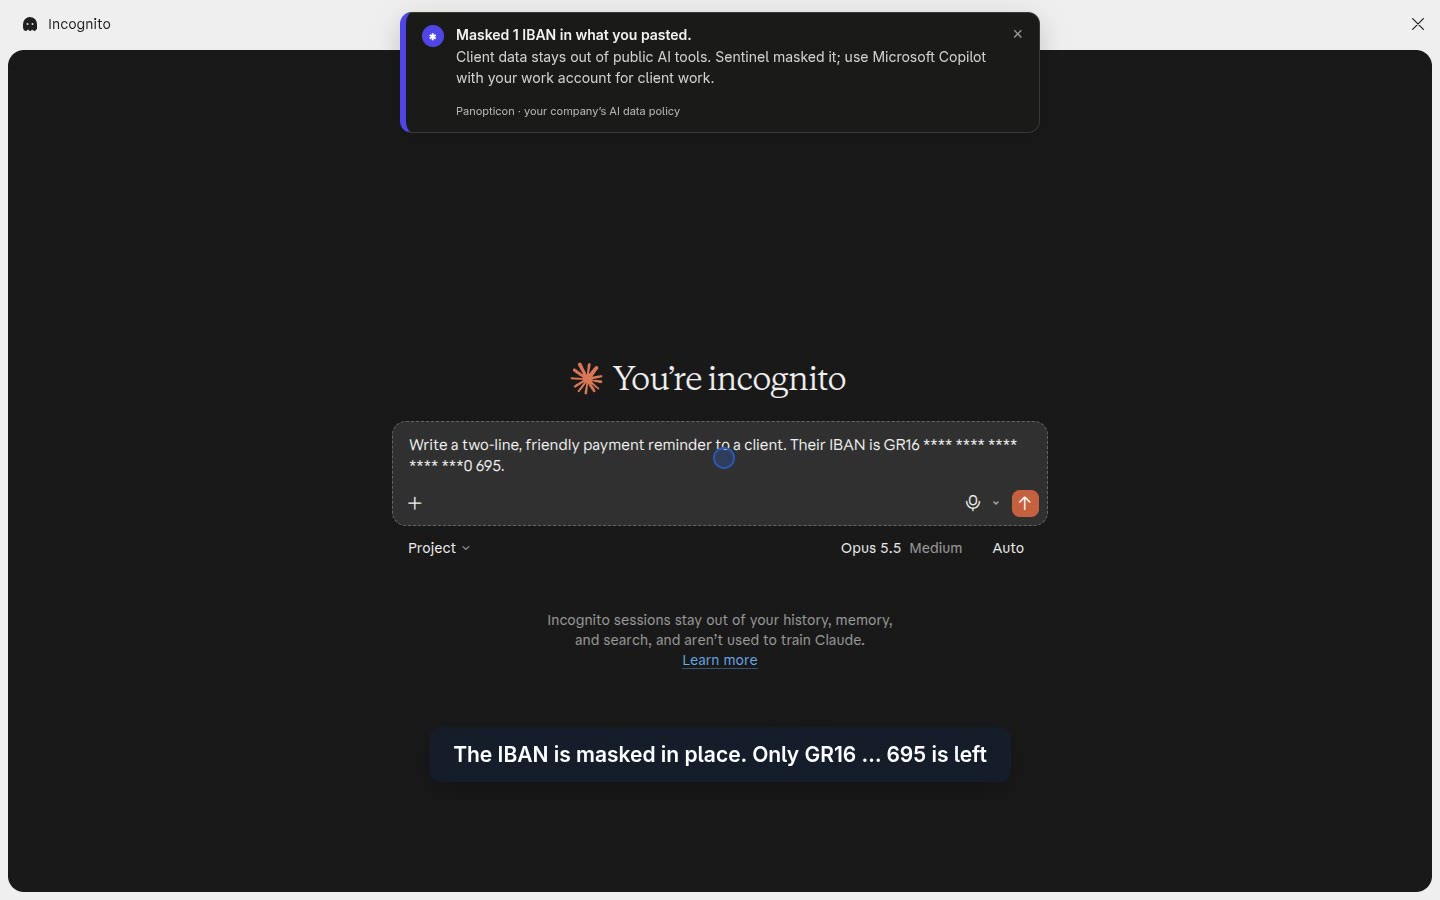 Incognito
Masked 1 IBAN in what you pasted.
Client data stays out of public AI tools. Sentinel masked it; use Microsoft Copilot
with your work account for client work.
Panopticon · your company's AI data policy
You're incognito
Write a two-line, friendly payment reminder to a client. Their IBAN is GR16 **** **** ****
**** ***0 695.
Project
Opus 5.5 Medium Auto
Incognito sessions stay out of your history, memory,
and search, and aren't used to train Claude.
Learn more
The IBAN is masked in place. Only GR16 ... 695 is left